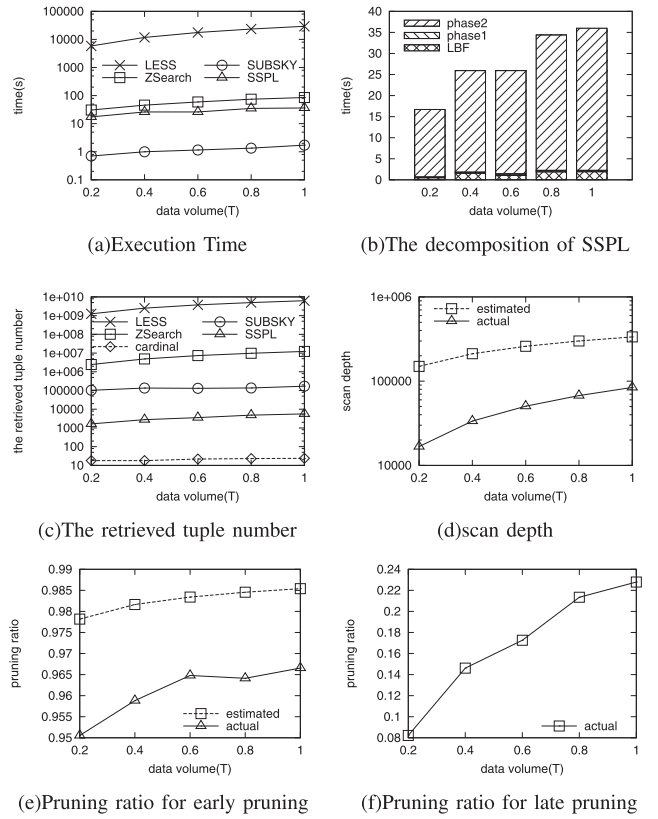 100000
10000
1000
100
10
1
0.1
time(s)
LESS
SUBSKY
ZSearch
SSPL
0.2 0.4 0.6 0.8 1
data volume(T)
(a)Execution Time
40
35
30
25
20
15
10
5
0
time(s)
phase2
phase1
LBF
0.2 0.4 0.6 0.8 1
data volume(T)
(b)The decomposition of SSPL
1e+010
1e+009
1e+008
1e+007
1e+006
100000
10000
1000
100
10
the retrieved tuple number
LESS
SUBSKY
ZSearch
SSPL
cardinal
0.2 0.4 0.6 0.8 1
data volume(T)
(c)The retrieved tuple number
1e+006
100000
10000
scan depth
estimated
actual
0.2 0.4 0.6 0.8 1
data volume(T)
(d)scan depth
0.99
0.985
0.98
0.975
0.97
0.965
0.96
0.955
0.95
pruning ratio
estimated
actual
0.2 0.4 0.6 0.8 1
data volume(T)
(e)Pruning ratio for early pruning
0.24
0.22
0.2
0.18
0.16
0.14
0.12
0.1
0.08
pruning ratio
actual
0.2 0.4 0.6 0.8 1
data volume(T)
(f)Pruning ratio for late pruning